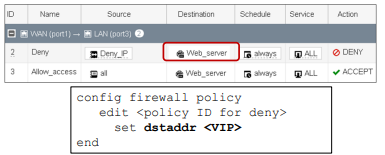 ID Name Source Destination Schedule Service Action
WAN (port1) → LAN (port3) 2
2 Deny Deny_IP Web_server always ALL DENY
3 Allow_access all Web_server always ALL ACCEPT
config firewall policy
edit <policy ID for deny>
set dstaddr <VIP>
end